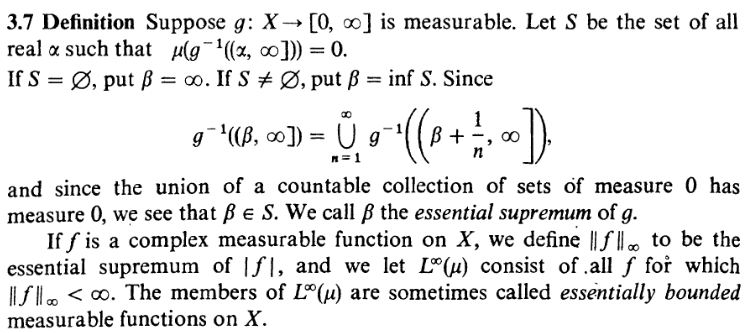 3.7 Definition Suppose g: X → [0, ∞] is measurable. Let S be the set of all
real α such that μ(g⁻¹((α, ∞])) = 0.
If S = ∅, put β = ∞. If S ≠ ∅, put β = inf S. Since
g⁻¹((β, ∞]) = ⋃_{n=1}^{∞} g⁻¹((β + 1/n, ∞]),
and since the union of a countable collection of sets of measure 0 has
measure 0, we see that β ∈ S. We call β the essential supremum of g.
If f is a complex measurable function on X, we define ‖f‖_∞ to be the
essential supremum of |f|, and we let L^∞(μ) consist of all f for which
‖f‖_∞ < ∞. The members of L^∞(μ) are sometimes called essentially bounded
measurable functions on X.